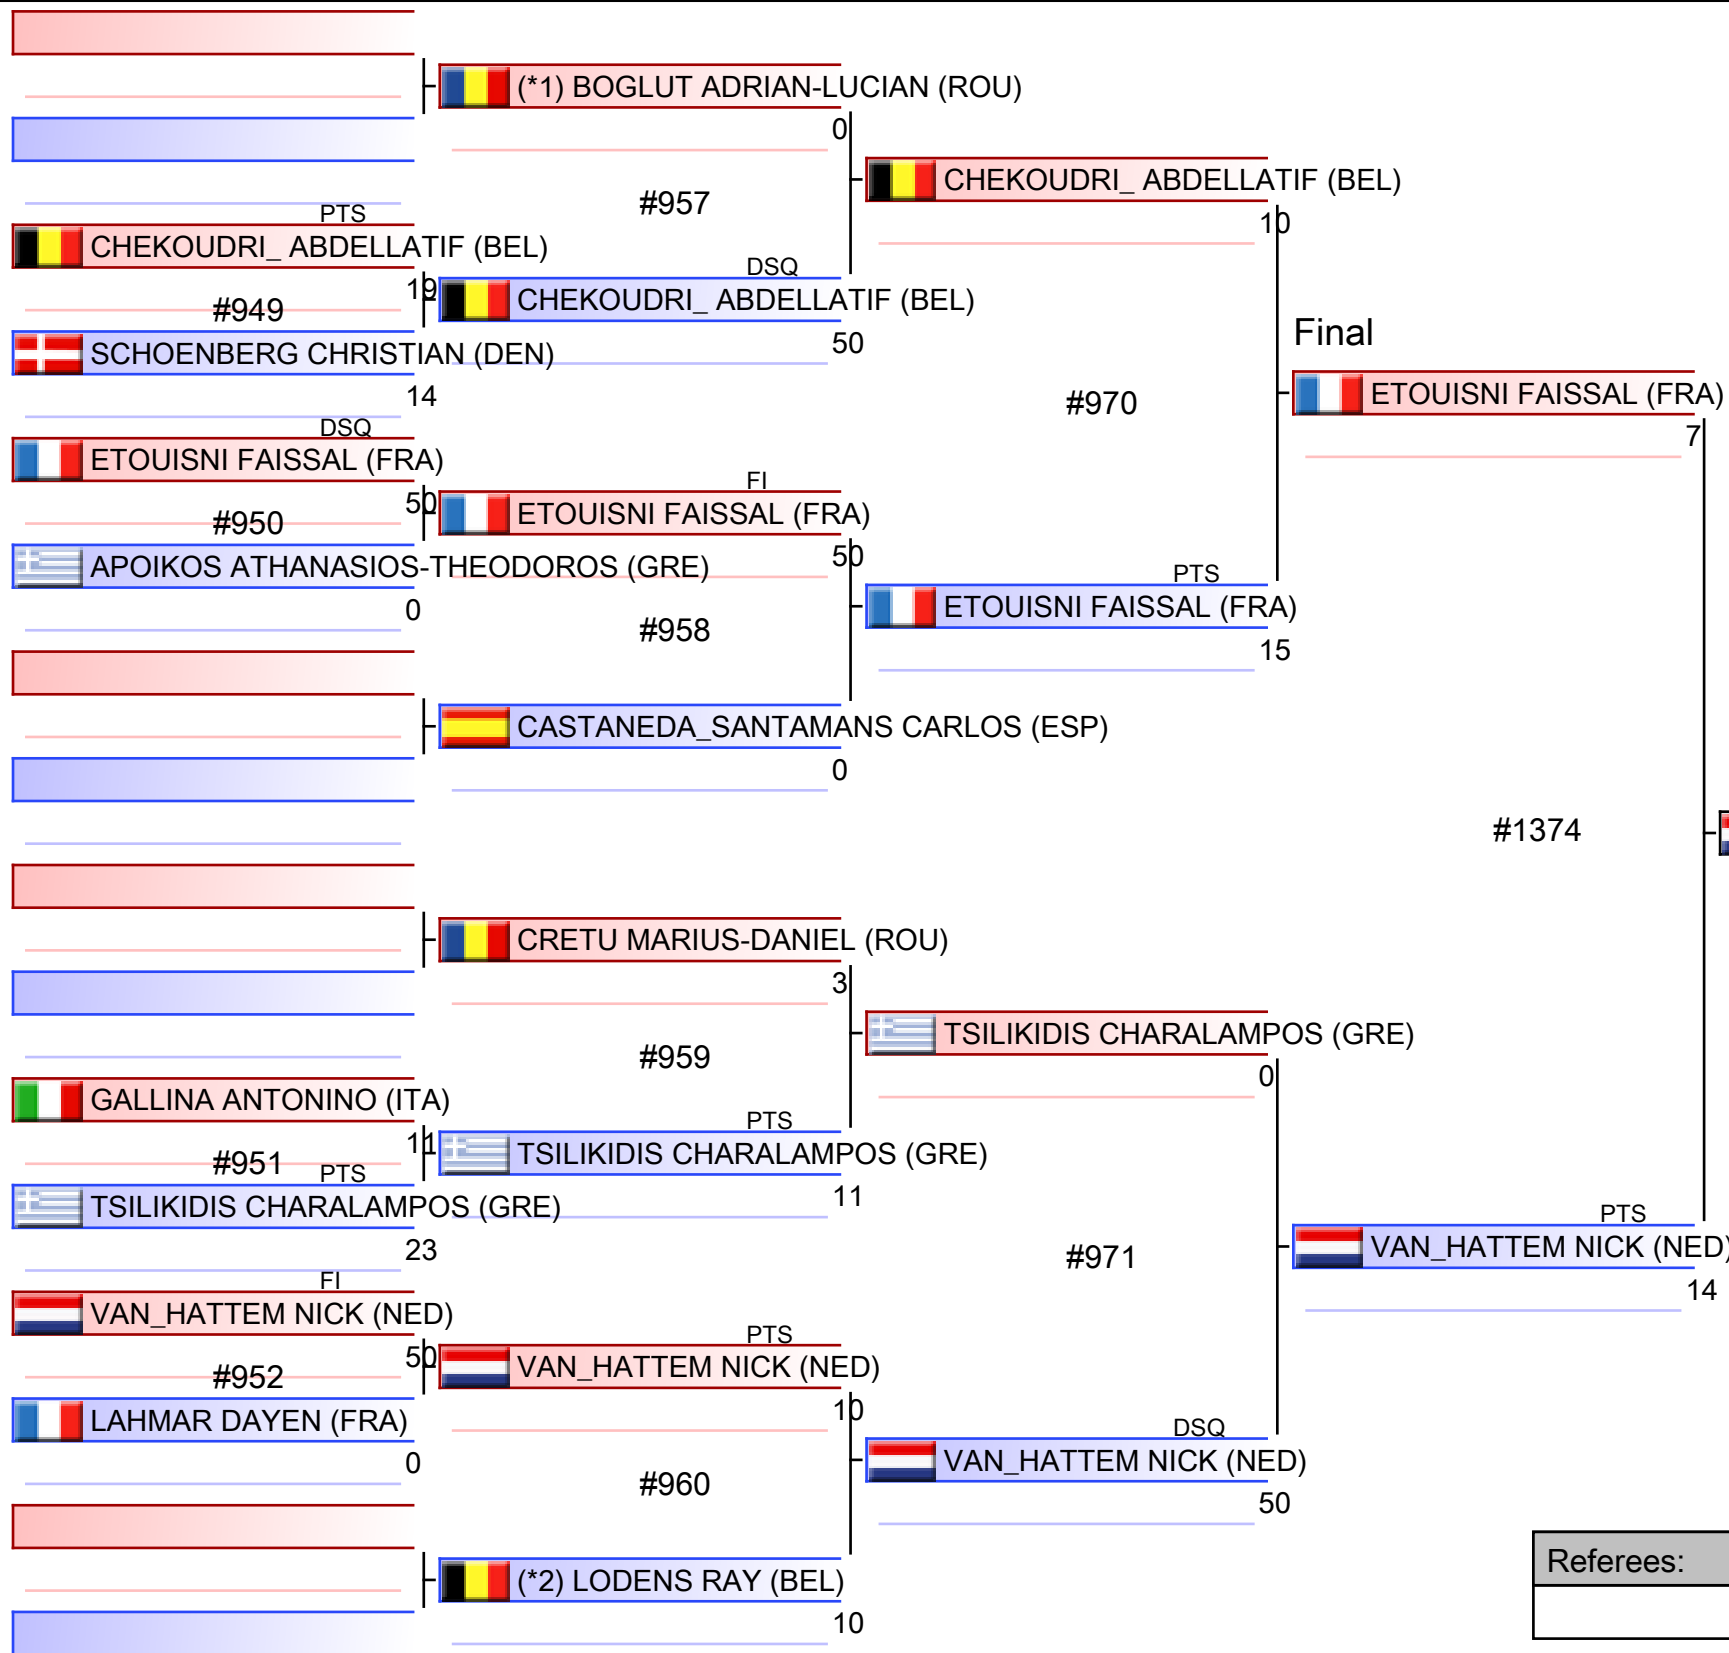 (*1) BOGLUT ADRIAN-LUCIAN (ROU)
0
CHEKOUDRI_ ABDELLATIF (BEL)
10
#957
PTS
CHEKOUDRI_ ABDELLATIF (BEL)
19
#949
DSQ
CHEKOUDRI_ ABDELLATIF (BEL)
50
SCHOENBERG CHRISTIAN (DEN)
14
Final
ETOUISNI FAISSAL (FRA)
7
#970
DSQ
ETOUISNI FAISSAL (FRA)
50
#950
FI
ETOUISNI FAISSAL (FRA)
50
APOIKOS ATHANASIOS-THEODOROS (GRE)
0
PTS
ETOUISNI FAISSAL (FRA)
15
#958
CASTANEDA_SANTAMANS CARLOS (ESP)
0
#1374
CRETU MARIUS-DANIEL (ROU)
3
TSILIKIDIS CHARALAMPOS (GRE)
0
#959
GALLINA ANTONINO (ITA)
11
#951
PTS
TSILIKIDIS CHARALAMPOS (GRE)
11
PTS
TSILIKIDIS CHARALAMPOS (GRE)
23
#971
PTS
VAN_HATTEM NICK (NED)
14
FI
VAN_HATTEM NICK (NED)
50
#952
PTS
VAN_HATTEM NICK (NED)
10
LAHMAR DAYEN (FRA)
0
DSQ
VAN_HATTEM NICK (NED)
50
#960
(*2) LODENS RAY (BEL)
10
Referees: